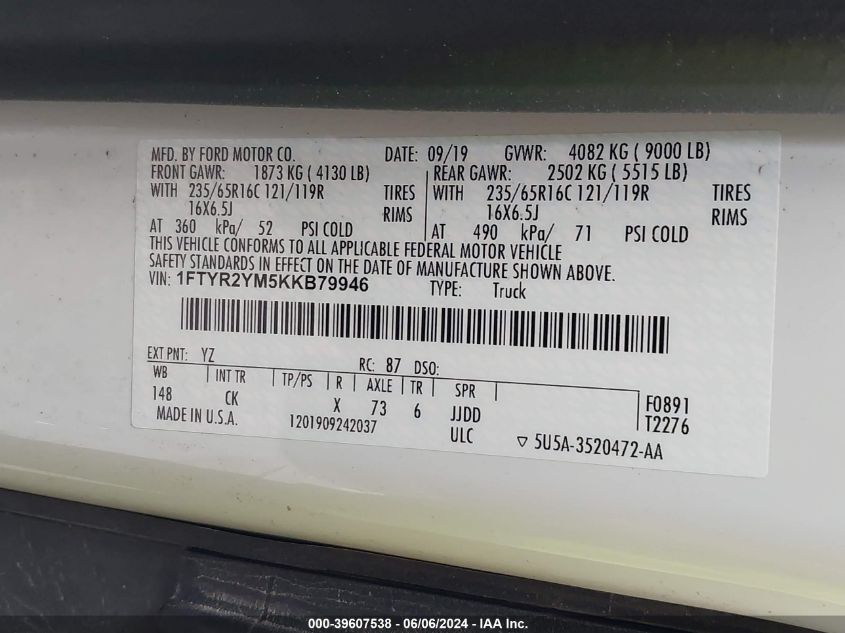 MFD. BY FORD MOTOR CO. DATE: 09/19 GVWR: 4082 KG ( 9000 LB)
FRONT GAWR: 1873 KG ( 4130 LB) REAR GAWR: 2502 KG ( 5515 LB)
WITH 235/65R16C 121/119R TIRES WITH 235/65R16C 121/119R TIRES
16X6.5J RIMS 16X6.5J RIMS
AT 360 kPa/ 52 PSI COLD AT 490 kPa/ 71 PSI COLD
THIS VEHICLE CONFORMS TO ALL APPLICABLE FEDERAL MOTOR VEHICLE
SAFETY STANDARDS IN EFFECT ON THE DATE OF MANUFACTURE SHOWN ABOVE.
VIN: 1FTYR2YM5KKB79946 TYPE: Truck
EXT PNT: YZ RC: 87 DSO:
WB INT TR TP/PS R AXLE TR SPR
148 CK X 73 6 JJDD F0891
MADE IN U.S.A. 1201909242037 ULC T2276
▽ 5U5A-3520472-AA
000-39607538 - 06/06/2024 - IAA Inc.